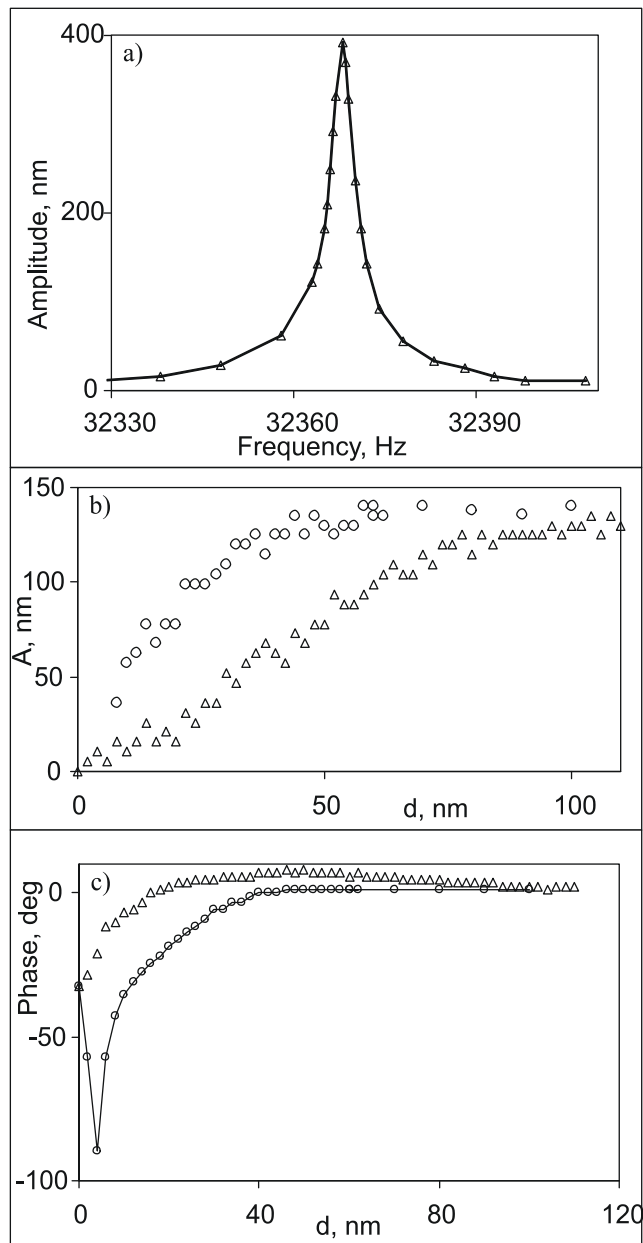 a)
400
200
0
Amplitude, nm
32330
32360
32390
Frequency, Hz
b)
150
100
50
0
A, nm
0
50
100
d, nm
c)
0
-50
-100
Phase, deg
0
40
80
120
d, nm